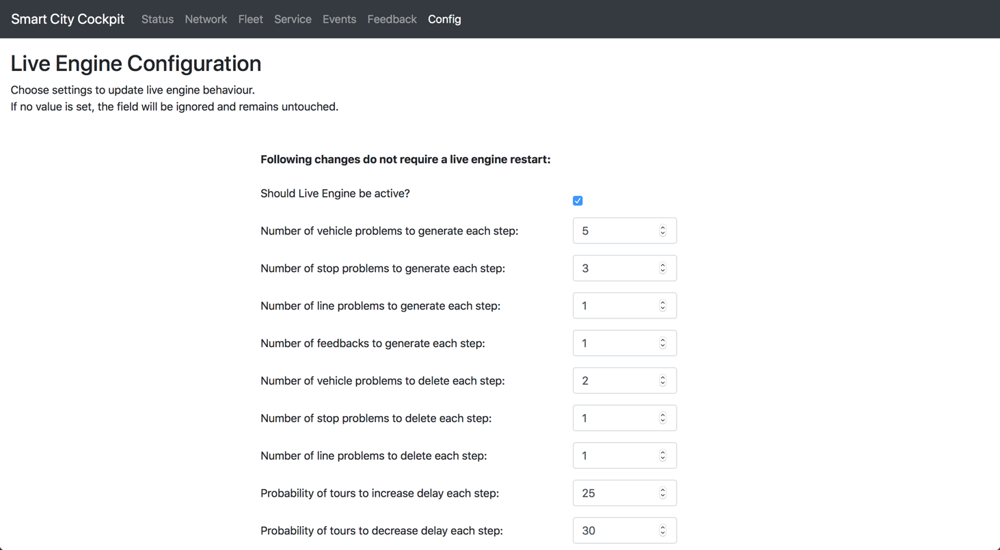 Smart City Cockpit Status Network Fleet Service Events Feedback Config
Live Engine Configuration
Choose settings to update live engine behaviour.
If no value is set, the field will be ignored and remains untouched.
Following changes do not require a live engine restart:
Should Live Engine be active?
Number of vehicle problems to generate each step: 5
Number of stop problems to generate each step: 3
Number of line problems to generate each step: 1
Number of feedbacks to generate each step: 1
Number of vehicle problems to delete each step: 2
Number of stop problems to delete each step: 1
Number of line problems to delete each step: 1
Probability of tours to increase delay each step: 25
Probability of tours to decrease delay each step: 30